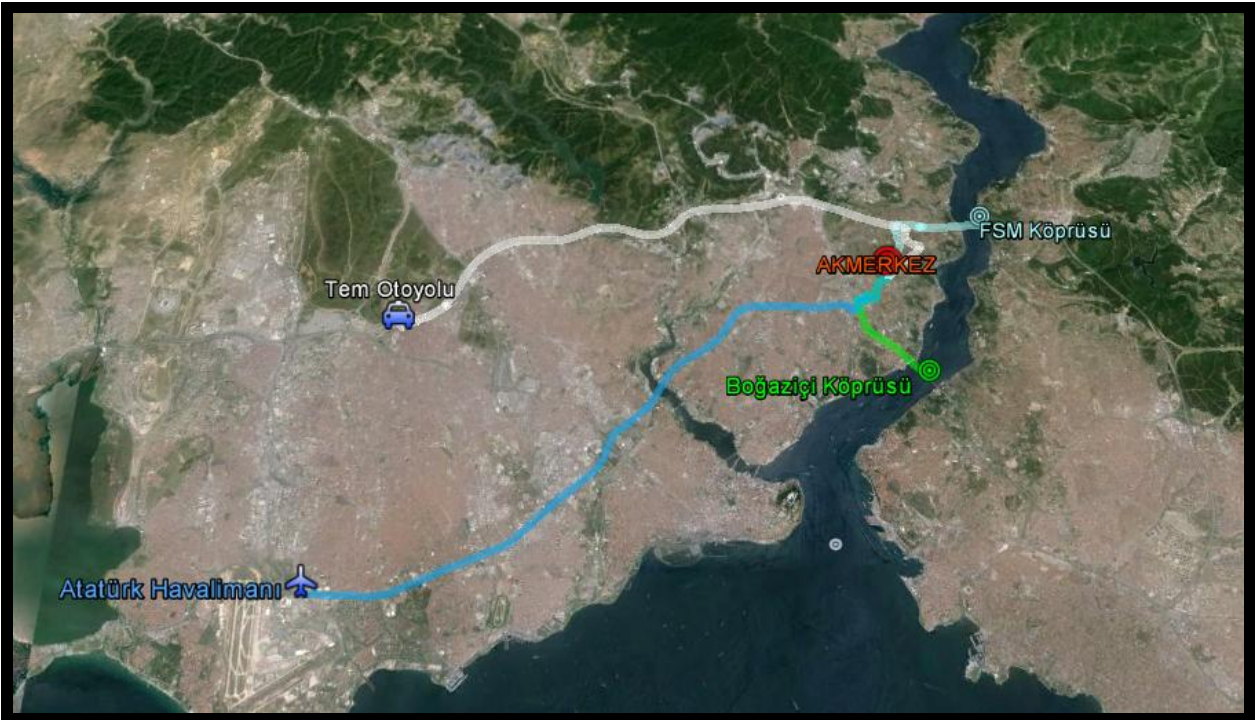 FSM Köprüsü
AKMERKEZ
Tem Otoyolu
Boğaziçi Köprüsü
Atatürk Havalimanı